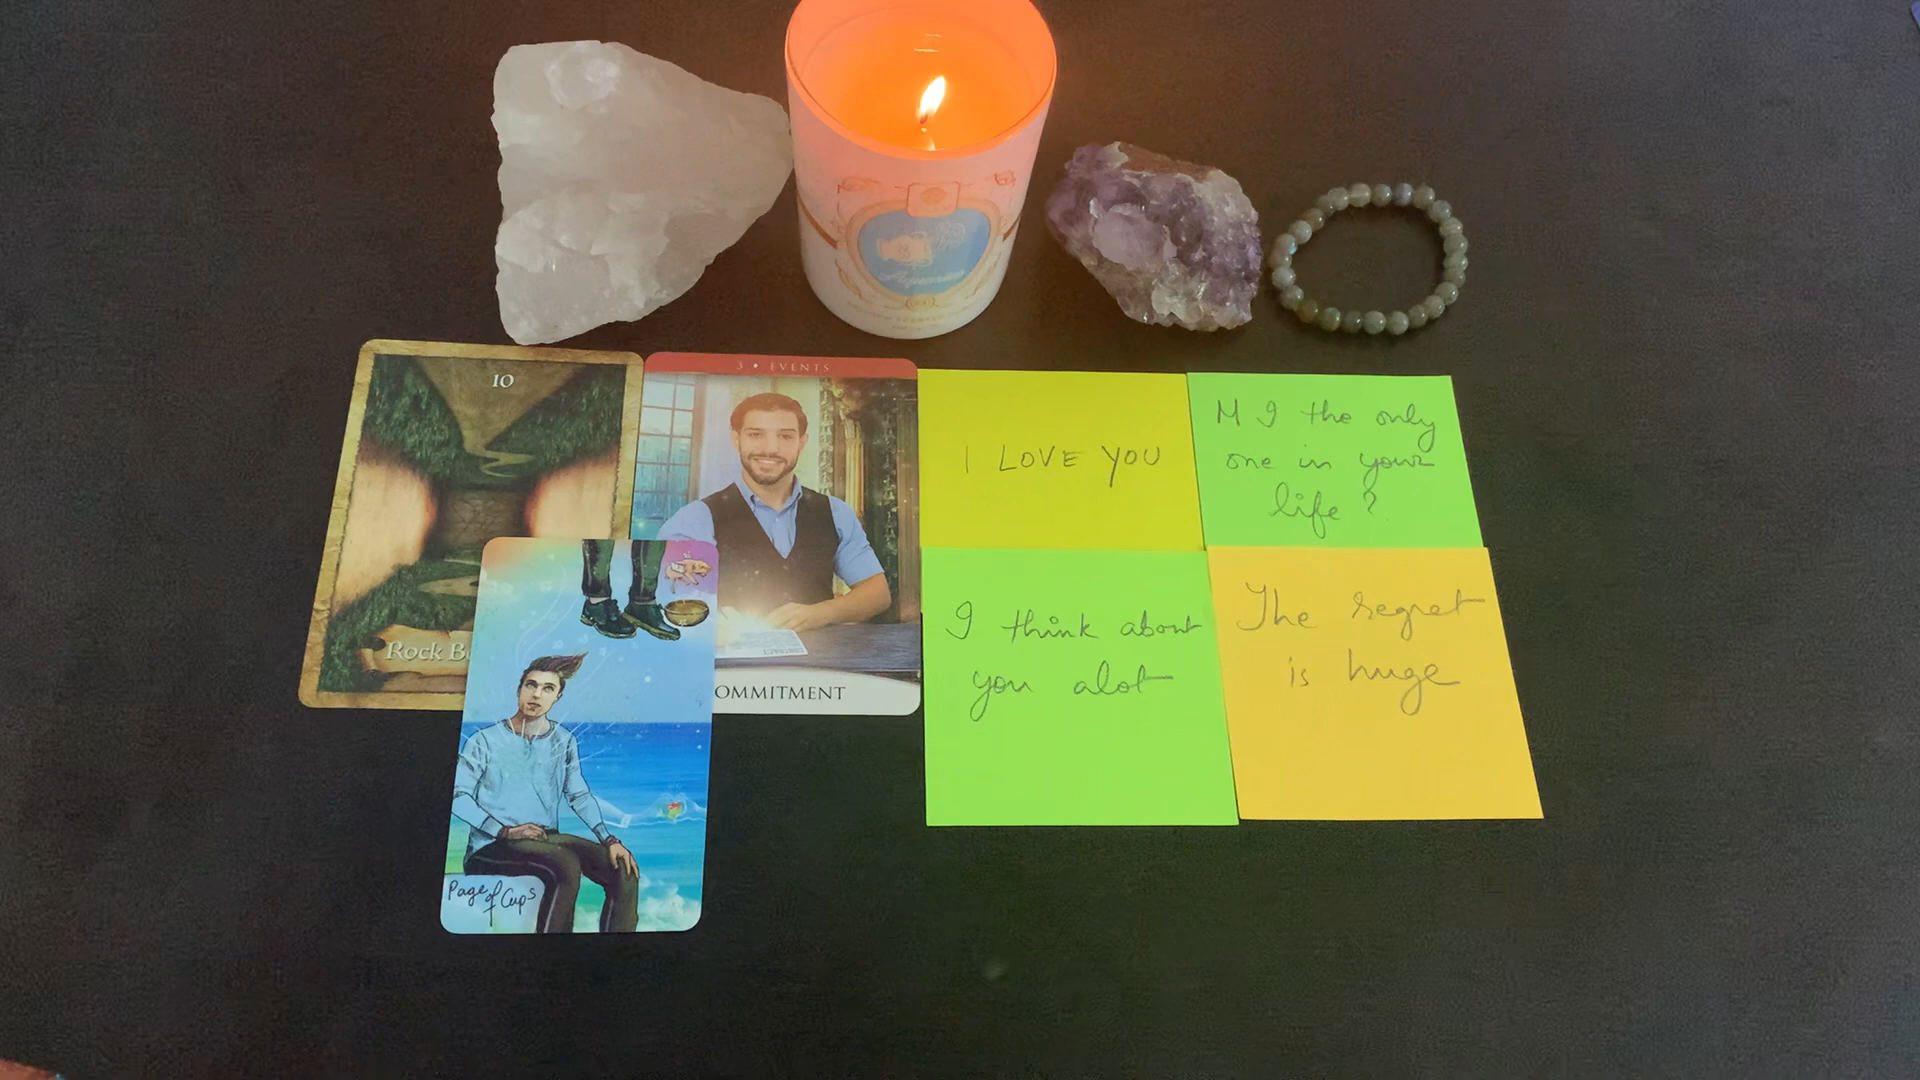 10
Rock B
3 • EVENTS
CONTRACT
OMMITMENT
Page of Cups
I LOVE YOU
M I the only
one in your
life ?
I think about
you alot
The regret
is huge